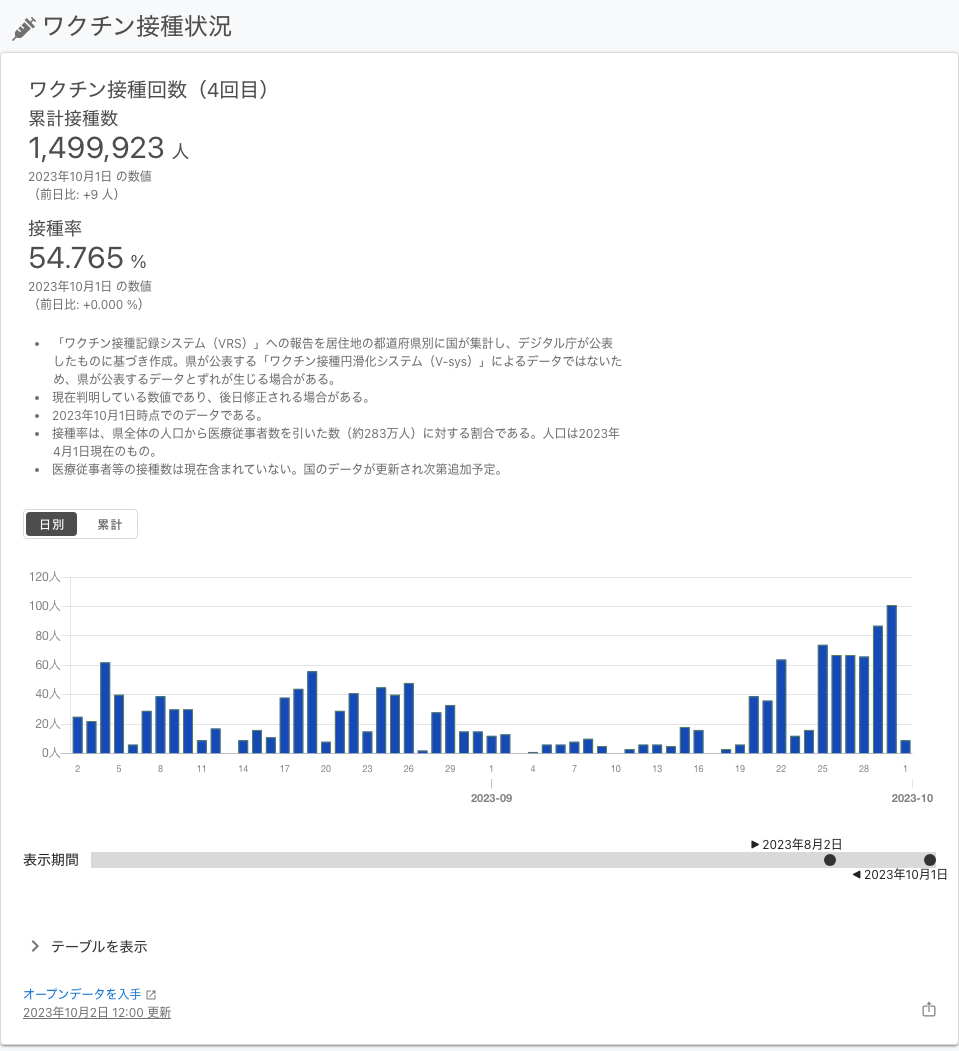 ワクチン接種状況
ワクチン接種回数（4回目）
累計接種数
1,499,923 人
2023年10月1日 の数値
（前日比: +9 人）
接種率
54.765 %
2023年10月1日 の数値
（前日比: +0.000 %）
• 「ワクチン接種記録システム（VRS）」への報告を居住地の都道府県別に国が集計し、デジタル庁が公表
したものに基づき作成。県が公表する「ワクチン接種円滑化システム（V-sys）」によるデータではないた
め、県が公表するデータとずれが生じる場合がある。
• 現在判明している数値であり、後日修正される場合がある。
• 2023年10月1日時点でのデータである。
• 接種率は、県全体の人口から医療従事者数を引いた数（約283万人）に対する割合である。人口は2023年
4月1日現在のもの。
• 医療従事者等の接種数は現在含まれていない。国のデータが更新され次第追加予定。
日別 累計
120人
100人
80人
60人
40人
20人
0人
2 5 8 11 14 17 20 23 26 29 1 4 7 10 13 16 19 22 25 28 1
2023-09 2023-10
▶ 2023年8月2日
表示期間
◀ 2023年10月1日
テーブルを表示
オープンデータを入手
2023年10月2日 12:00 更新